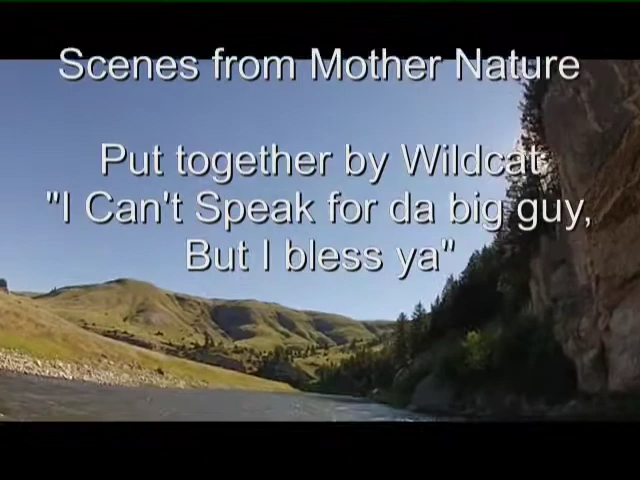 Scenes from Mother Nature
Put together by Wildcat
"I Can't Speak for da big guy,
But I bless ya"